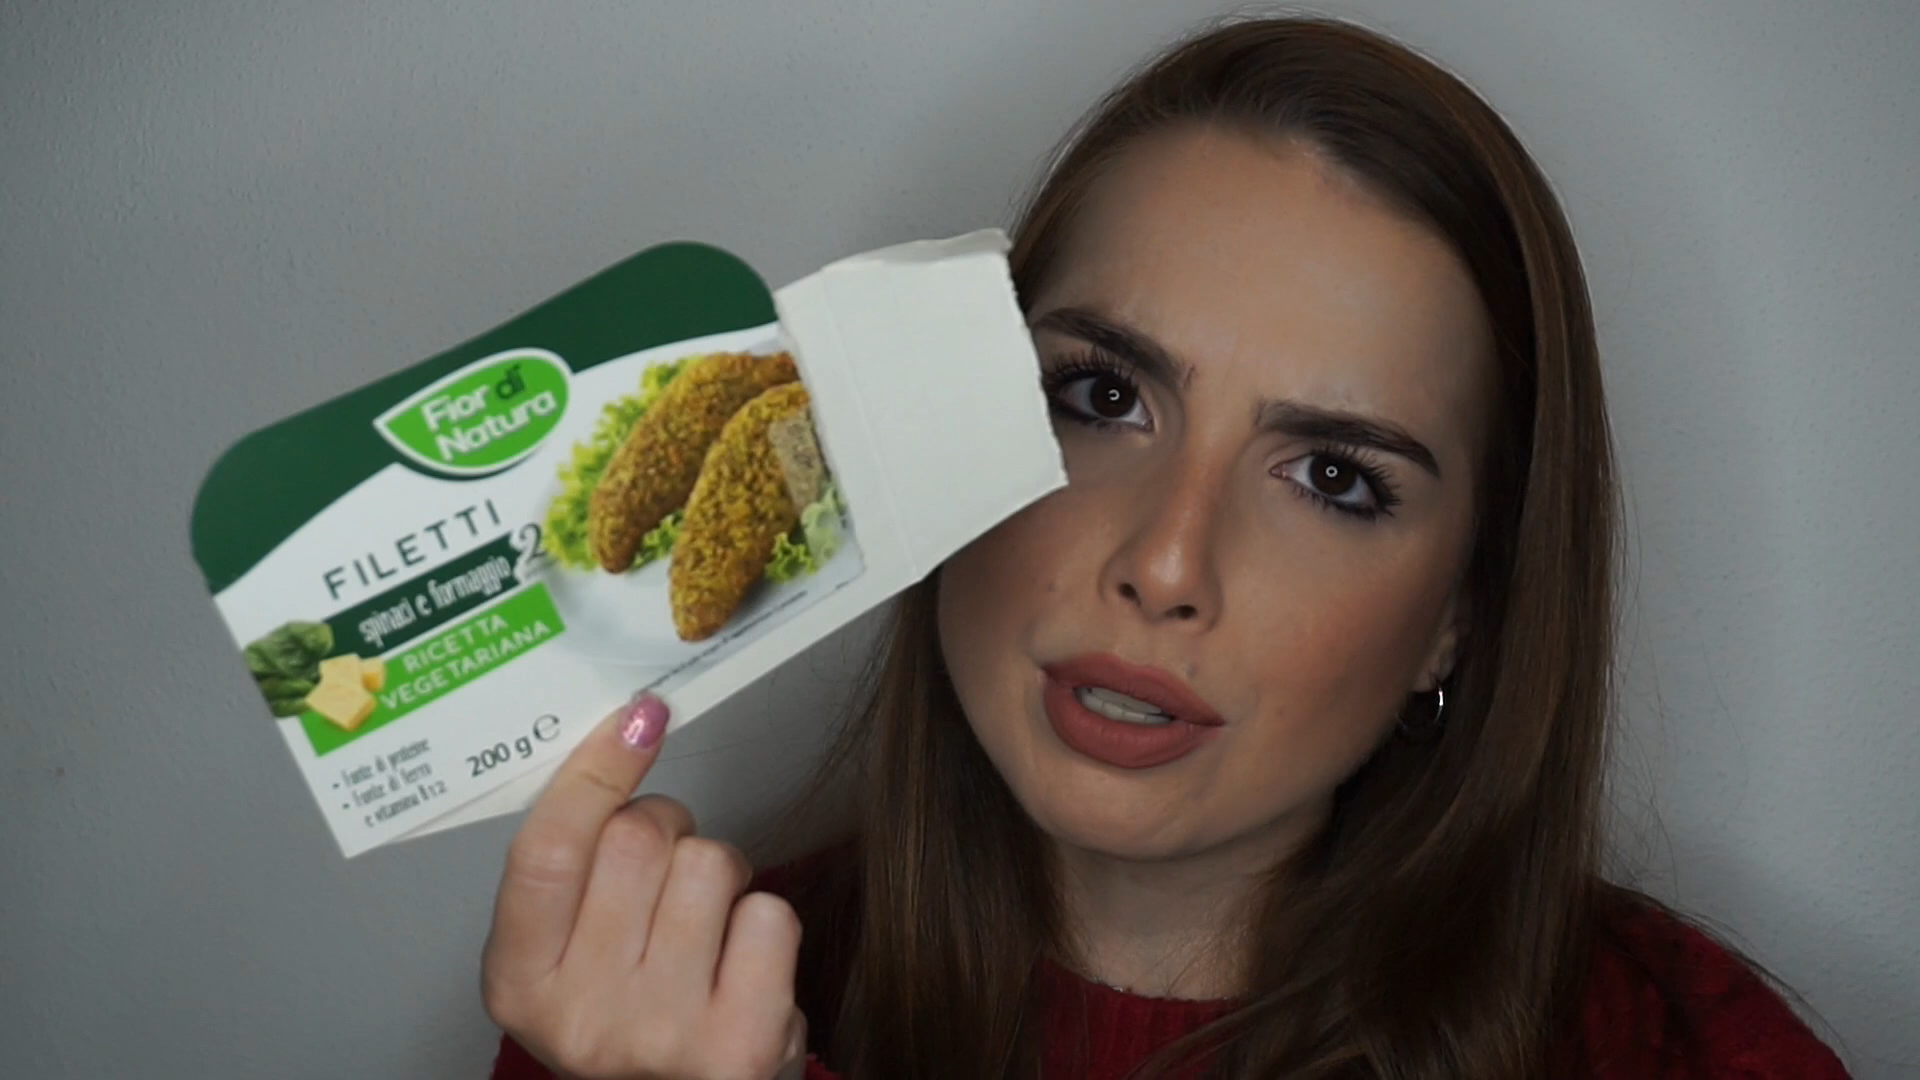 Fior di
Natura
FILETTI
spinaci e formaggio
2
RICETTA
VEGETARIANA
• Fonte di proteine
• Fonte di ferro
e vitamina B12
200 g ℮